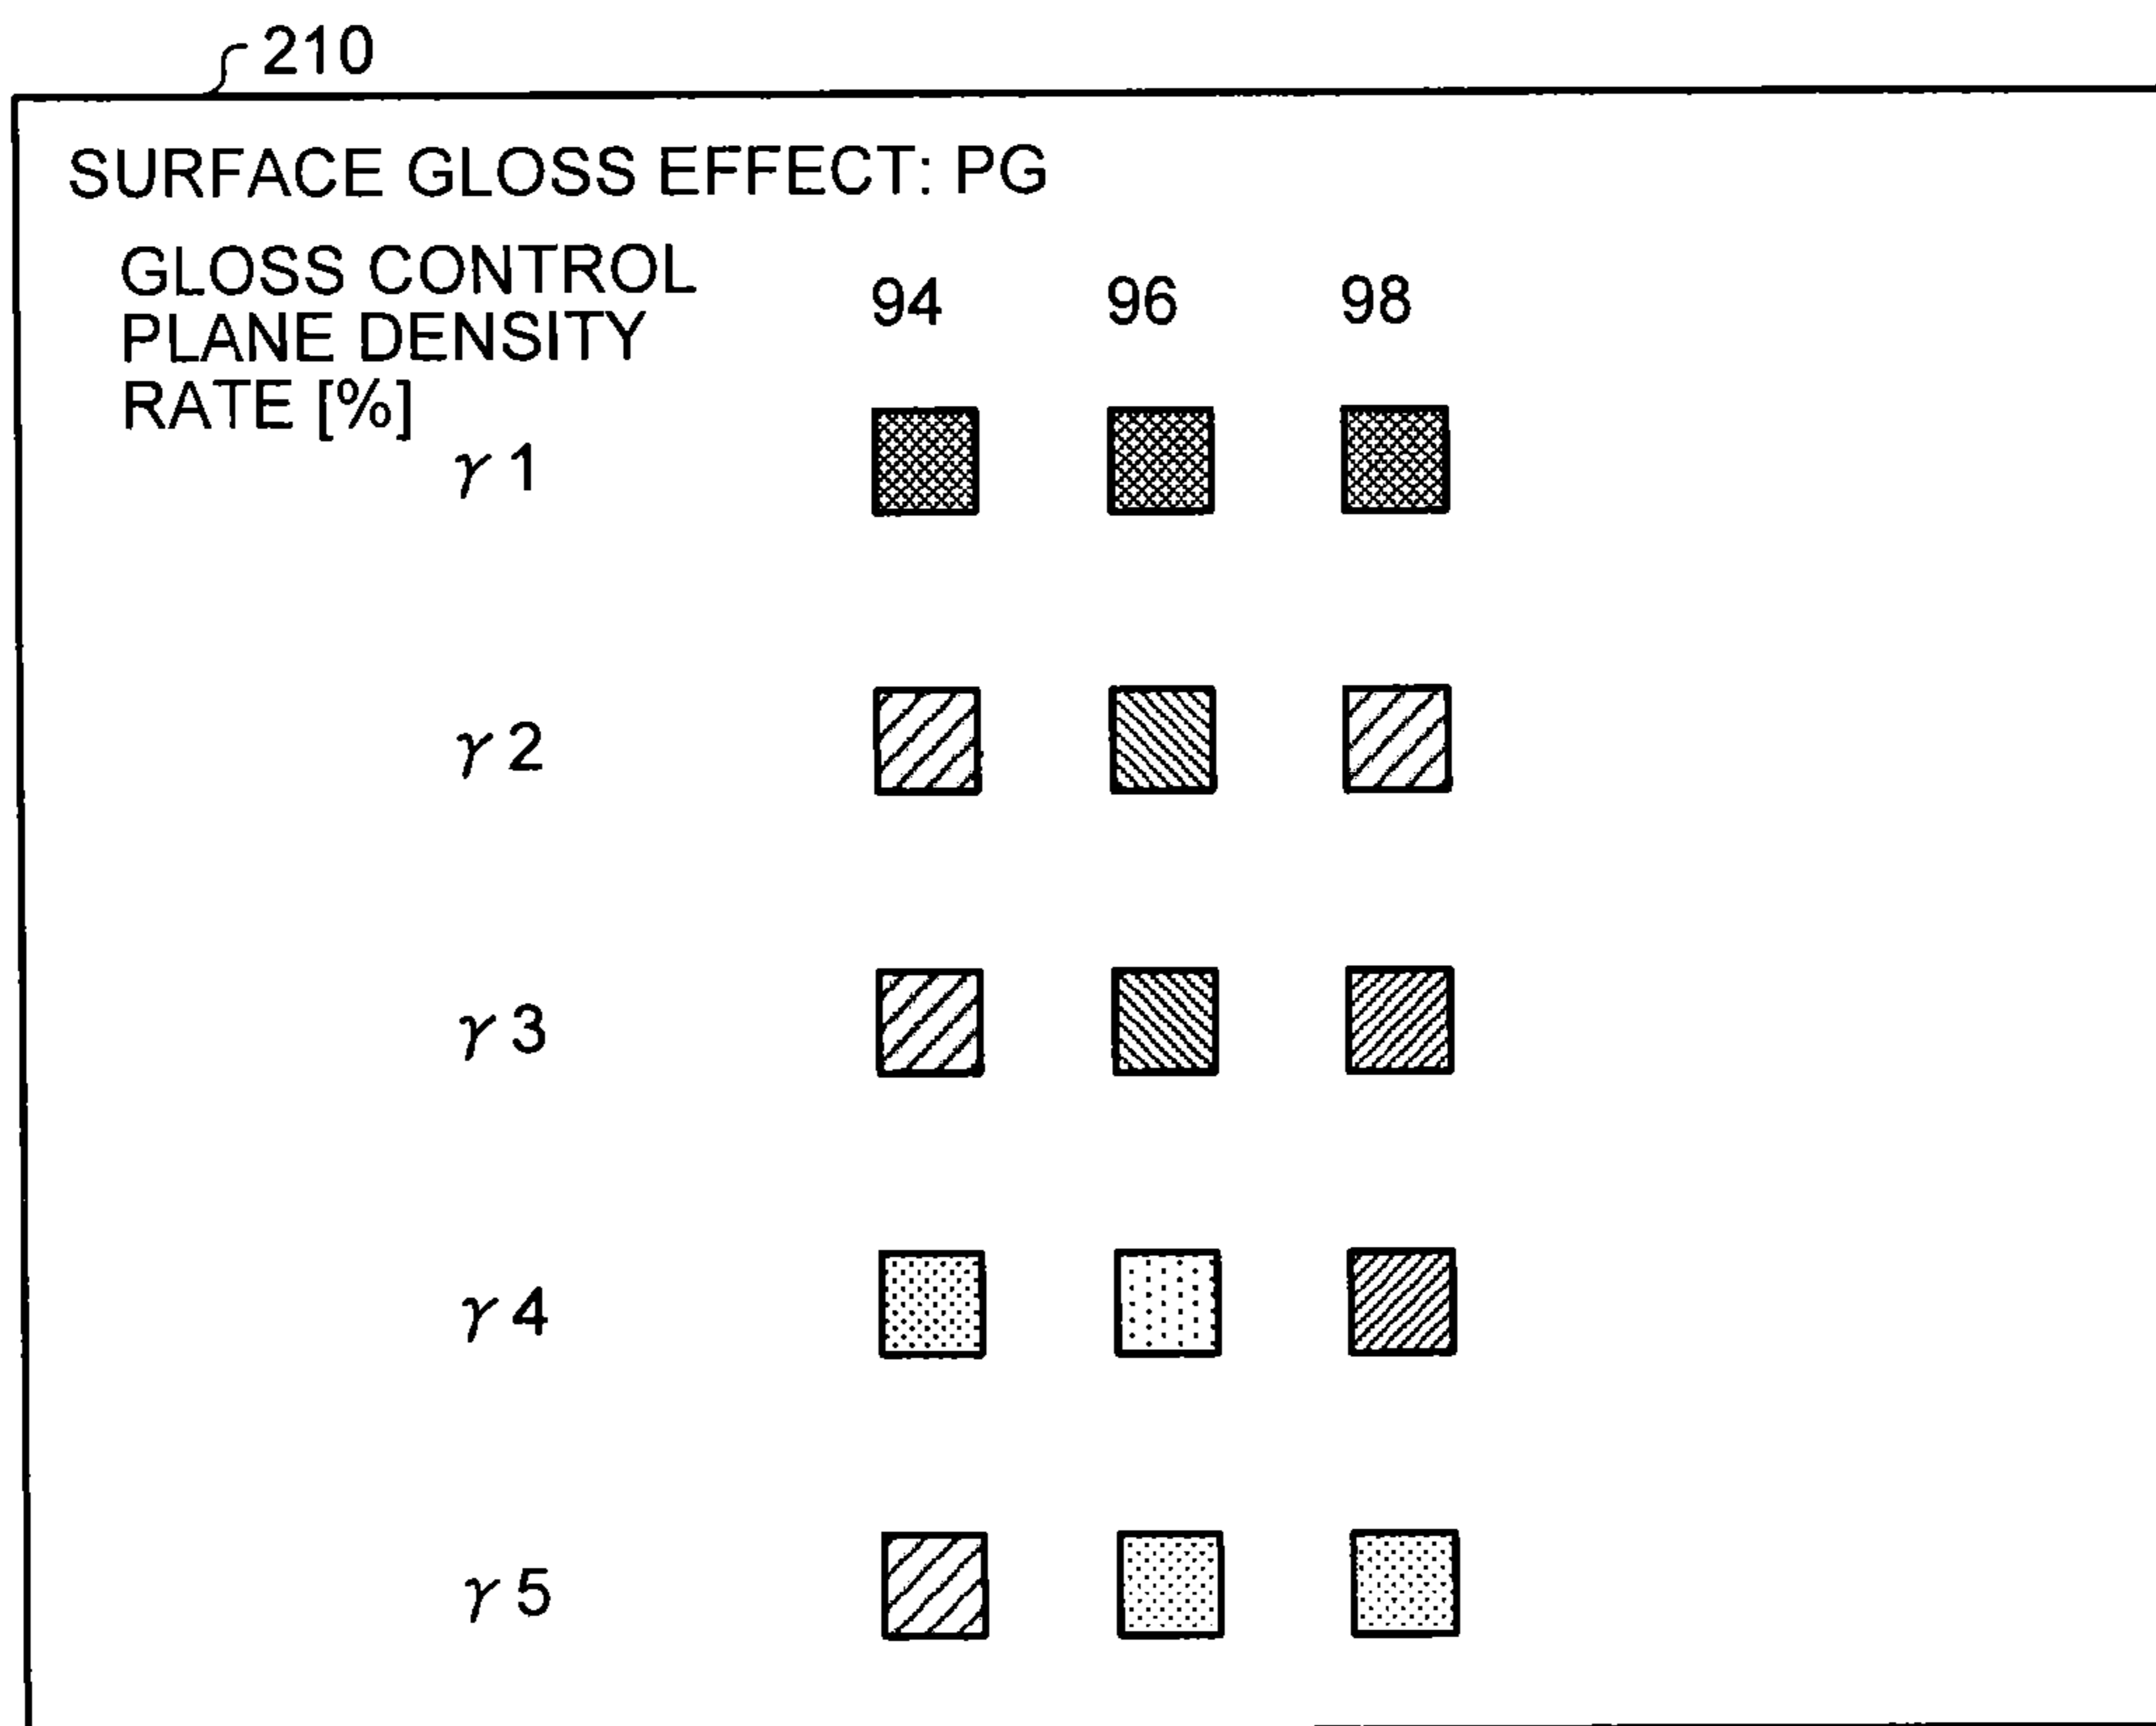 210
SURFACE GLOSS EFFECT: PG
GLOSS CONTROL
PLANE DENSITY
RATE [%]
94 96 98
γ1
γ2
γ3
γ4
γ5